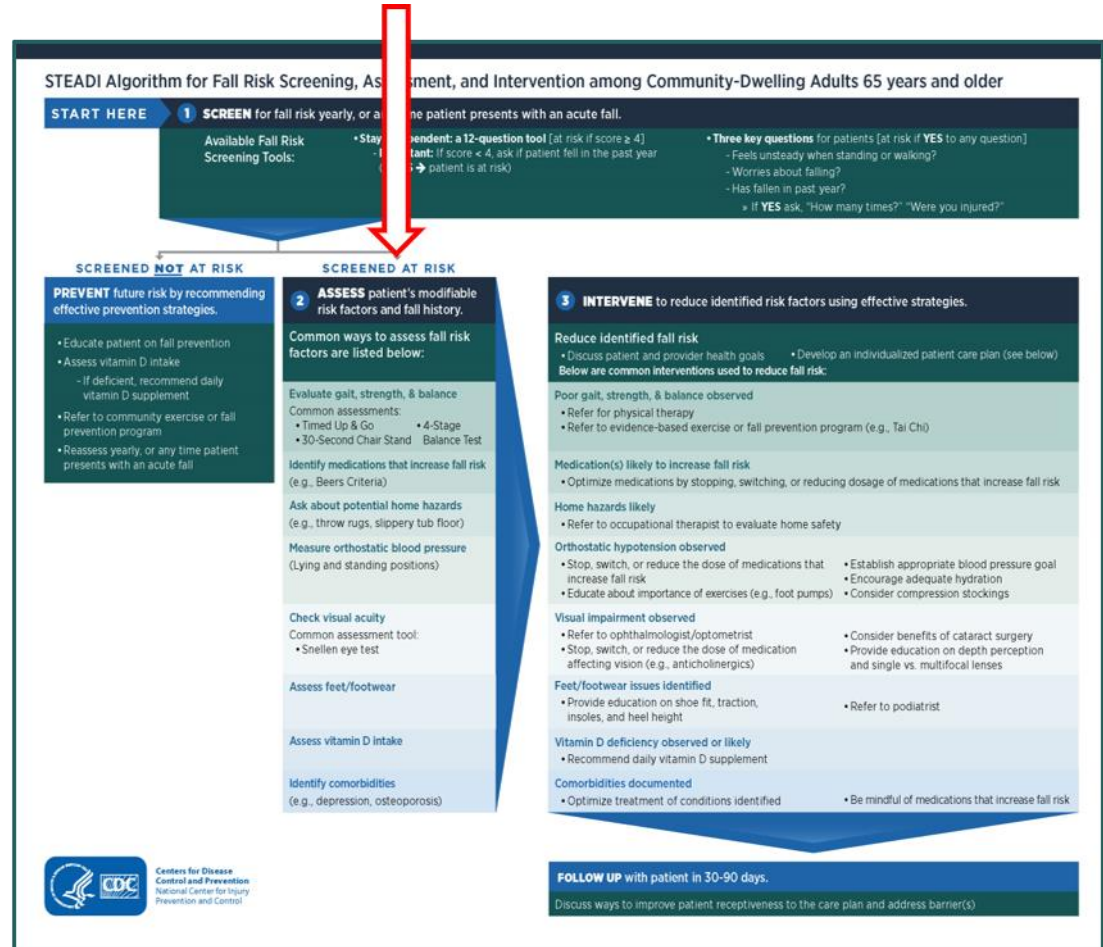 STEADI Algorithm for Fall Risk Screening, As ment, and Intervention among Community-Dwelling Adults 65 years and older
START HERE
1 SCREEN for fall risk yearly, or a me patient presents with an acute fall.
Available Fall Risk
Screening Tools:
• Stay pendent: a 12-question tool [at risk if score ≥ 4]
- tant: If score < 4, ask if patient fell in the past year
→ patient is at risk)
• Three key questions for patients [at risk if YES to any question]
- Feels unsteady when standing or walking?
- Worries about falling?
- Has fallen in past year?
» If YES ask, "How many times?" "Were you injured?"
SCREENED NOT AT RISK
PREVENT future risk by recommending
effective prevention strategies.
• Educate patient on fall prevention
• Assess vitamin D intake
- If deficient, recommend daily
vitamin D supplement
• Refer to community exercise or fall
prevention program
• Reassess yearly, or any time patient
presents with an acute fall
SCREENED AT RISK
2 ASSESS patient's modifiable
risk factors and fall history.
Common ways to assess fall risk
factors are listed below:
Evaluate gait, strength, & balance
Common assessments:
• Timed Up & Go • 4-Stage
• 30-Second Chair Stand Balance Test
Identify medications that increase fall risk
(e.g., Beers Criteria)
Ask about potential home hazards
(e.g., throw rugs, slippery tub floor)
Measure orthostatic blood pressure
(Lying and standing positions)
Check visual acuity
Common assessment tool:
• Snellen eye test
Assess feet/footwear
Assess vitamin D intake
Identify comorbidities
(e.g., depression, osteoporosis)
3 INTERVENE to reduce identified risk factors using effective strategies.
Reduce identified fall risk
• Discuss patient and provider health goals • Develop an individualized patient care plan (see below)
Below are common interventions used to reduce fall risk:
Poor gait, strength, & balance observed
• Refer for physical therapy
• Refer to evidence-based exercise or fall prevention program (e.g., Tai Chi)
Medication(s) likely to increase fall risk
• Optimize medications by stopping, switching, or reducing dosage of medications that increase fall risk
Home hazards likely
• Refer to occupational therapist to evaluate home safety
Orthostatic hypotension observed
• Stop, switch, or reduce the dose of medications that
increase fall risk
• Educate about importance of exercises (e.g., foot pumps)
• Establish appropriate blood pressure goal
• Encourage adequate hydration
• Consider compression stockings
Visual impairment observed
• Refer to ophthalmologist/optometrist
• Stop, switch, or reduce the dose of medication
affecting vision (e.g., anticholinergics)
• Consider benefits of cataract surgery
• Provide education on depth perception
and single vs. multifocal lenses
Feet/footwear issues identified
• Provide education on shoe fit, traction,
insoles, and heel height
• Refer to podiatrist
Vitamin D deficiency observed or likely
• Recommend daily vitamin D supplement
Comorbidities documented
• Optimize treatment of conditions identified • Be mindful of medications that increase fall risk
FOLLOW UP with patient in 30-90 days.
Discuss ways to improve patient receptiveness to the care plan and address barrier(s)
CDC
Centers for Disease
Control and Prevention
National Center for Injury
Prevention and Control